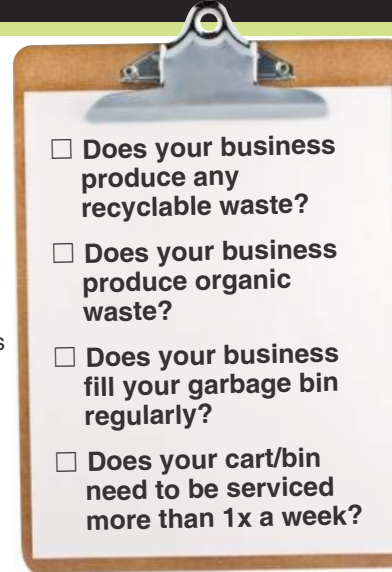 ☐ Does your business
produce any
recyclable waste?
☐ Does your business
produce organic
waste?
☐ Does your business
fill your garbage bin
regularly?
☐ Does your cart/bin
need to be serviced
more than 1x a week?
s